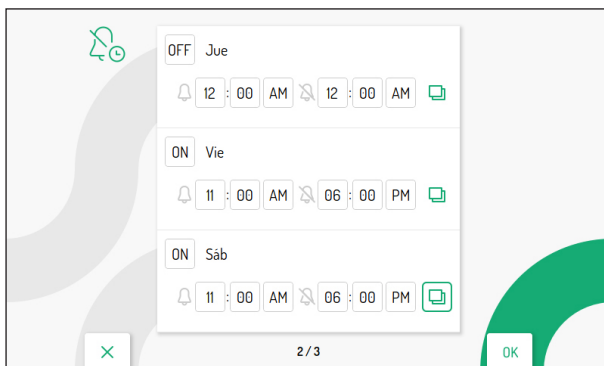 OFF Jue
12 : 00 AM 12 : 00 AM
ON Vie
11 : 00 AM 06 : 00 PM
ON Sáb
11 : 00 AM 06 : 00 PM
2/3
OK